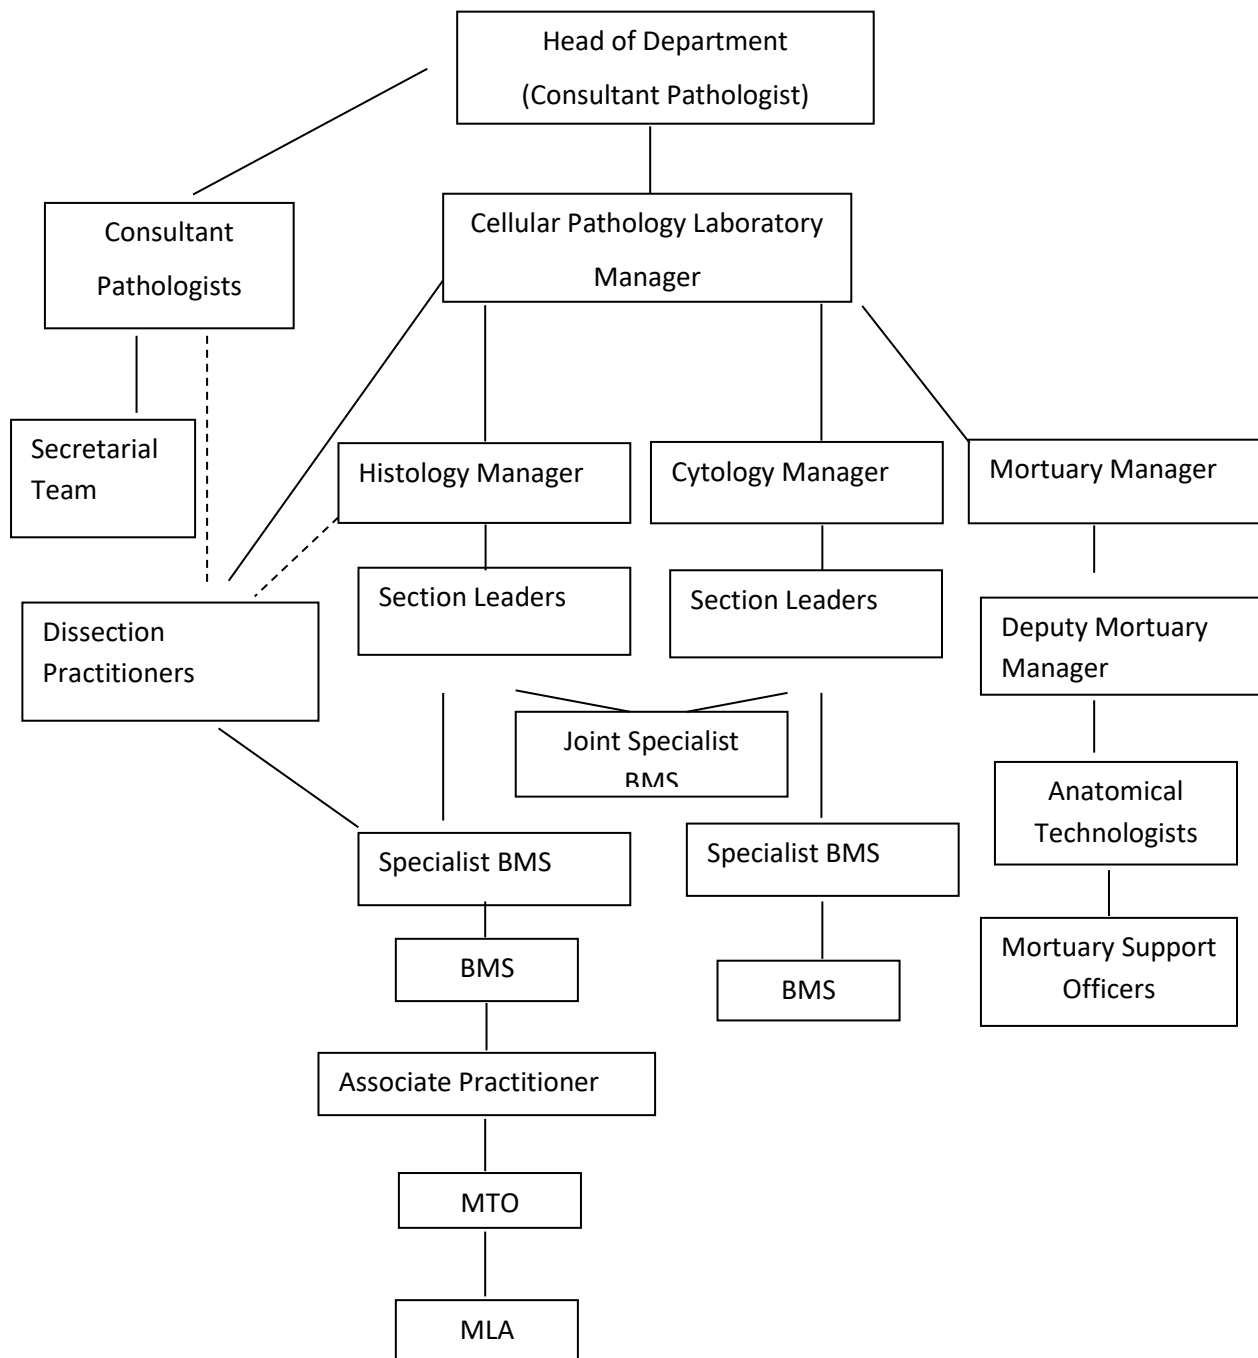 Head of Department
(Consultant Pathologist)
Consultant
Pathologists
Cellular Pathology Laboratory
Manager
Secretarial
Team
Histology Manager
Cytology Manager
Mortuary Manager
Dissection
Practitioners
Section Leaders
Section Leaders
Deputy Mortuary
Manager
Joint Specialist
BMS
Anatomical
Technologists
Specialist BMS
Specialist BMS
BMS
BMS
Mortuary Support
Officers
Associate Practitioner
MTO
MLA